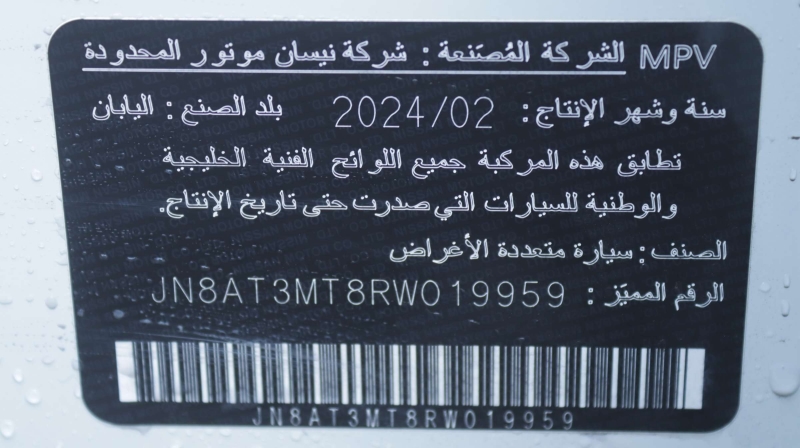 MPV الشركة المُصَنعة : شركة نيسان موتور المحدودة
سنة وشهر الإنتاج : 2024/02 بلد الصنع : اليابان
تطابق هذه المركبة جميع اللوائح الفنية الخليجية
والوطنية للسيارات التي صدرت حتى تاريخ الإنتاج.
الصنف : سيارة متعددة الأغراض
الرقم المميَز : JN8AT3MT8RW019959
JN8AT3MT8RW019959